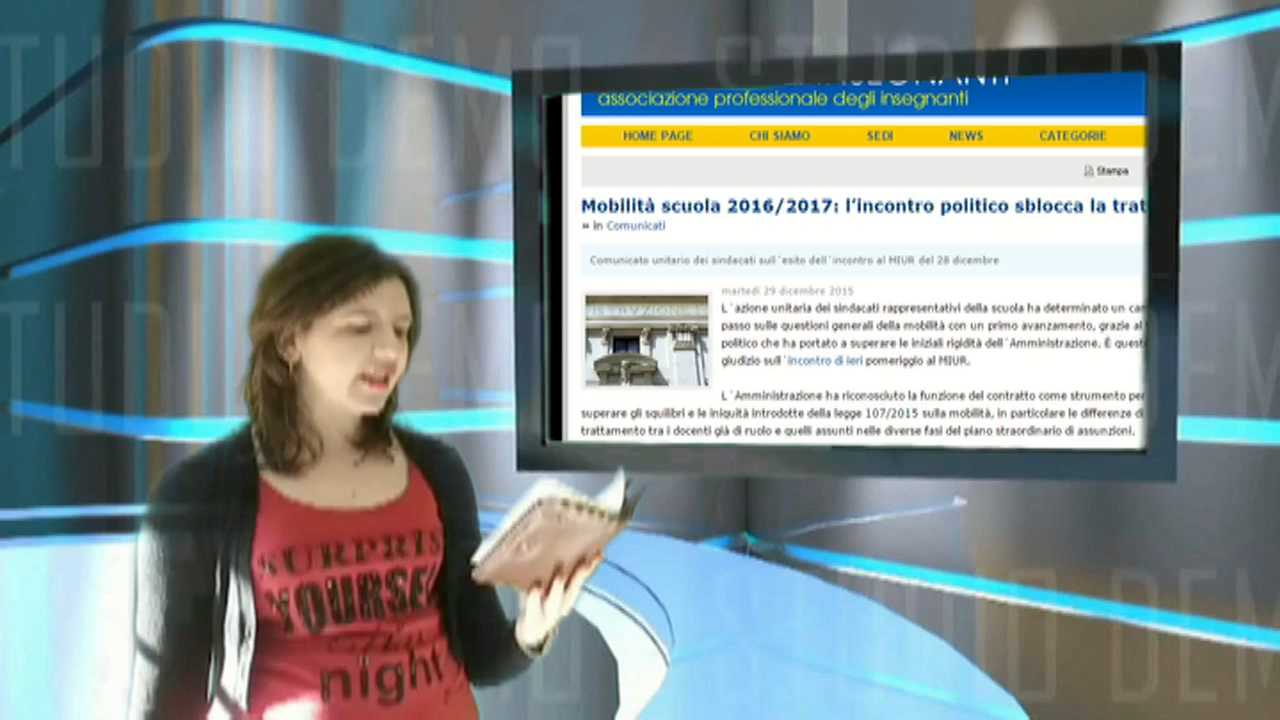 STUDIO DEMO
associazione professionale degli insegnanti
HOME PAGE CHI SIAMO SEDI NEWS CATEGORIE
Stampa
Mobilità scuola 2016/2017: l'incontro politico sblocca la trat
» in Comunicati
Comunicato unitario dei sindacati sull´esito dell´incontro al MIUR del 28 dicembre
martedì 29 dicembre 2015
L´azione unitaria dei sindacati rappresentativi della scuola ha determinato un
passo sulle questioni generali della mobilità con un primo avanzamento, grazie al
politico che ha portato a superare le iniziali rigidità dell´Amministrazione. È quest
giudizio sull´incontro di ieri pomeriggio al MIUR.
L´Amministrazione ha riconosciuto la funzione del contratto come strumento per
superare gli squilibri e le iniquità introdotte della legge 107/2015 sulla mobilità, in particolare le differenze di
trattamento tra i docenti già di ruolo e quelli assunti nelle diverse fasi del piano straordinario di assunzioni.
SURPRIS
YOURSE
This
night